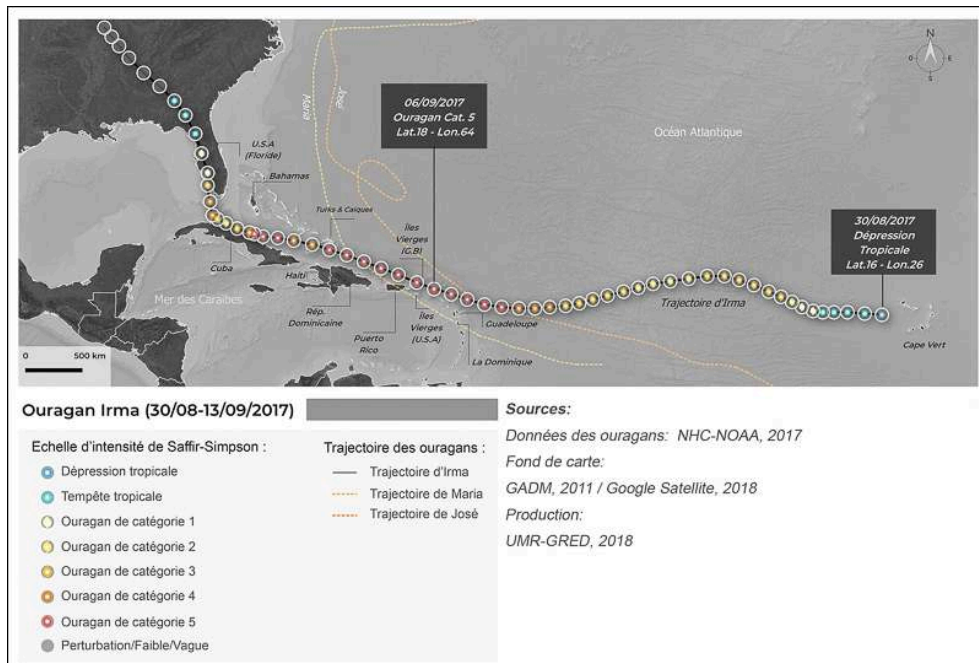 N
O
E
S
Maria
José
06/09/2017
Ouragan Cat. 5
Lat.18 - Lon.64
Océan Atlantique
30/08/2017
Dépression
Tropicale
Lat.16 - Lon.26
U.S.A
(Floride)
Bahamas
Turks & Caiques
Îles
Vierges
(G.B)
Cuba
Haïti
Mer des Caraïbes
Rép.
Dominicaine
Puerto
Rico
Îles
Vierges
(U.S.A)
Guadeloupe
La Dominique
Trajectoire d'Irma
Cape Vert
0 500 km
Ouragan Irma (30/08-13/09/2017)
Echelle d'intensité de Saffir-Simpson :
Dépression tropicale
Tempête tropicale
Ouragan de catégorie 1
Ouragan de catégorie 2
Ouragan de catégorie 3
Ouragan de catégorie 4
Ouragan de catégorie 5
Perturbation/Faible/Vague
Trajectoire des ouragans :
Trajectoire d'Irma
Trajectoire de Maria
Trajectoire de José
Sources:
Données des ouragans: NHC-NOAA, 2017
Fond de carte:
GADM, 2011 / Google Satellite, 2018
Production:
UMR-GRED, 2018